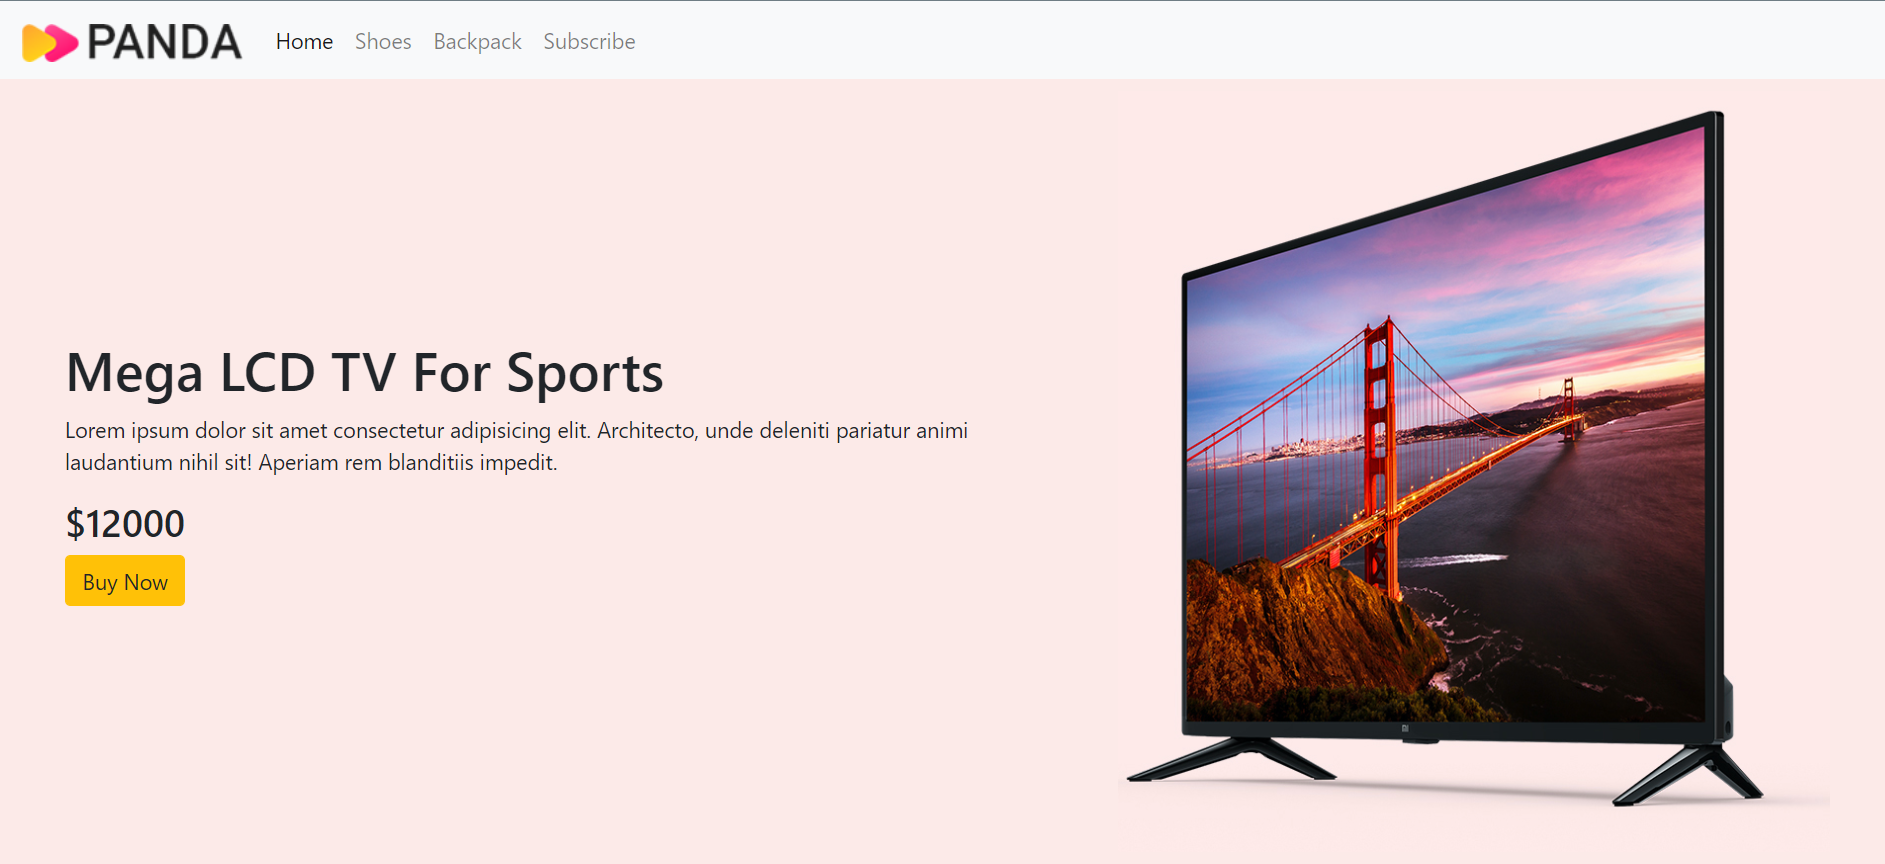 PANDA
Home Shoes Backpack Subscribe
Mega LCD TV For Sports
Lorem ipsum dolor sit amet consectetur adipisicing elit. Architecto, unde deleniti pariatur animi
laudantium nihil sit! Aperiam rem blanditiis impedit.
$12000
Buy Now
mi